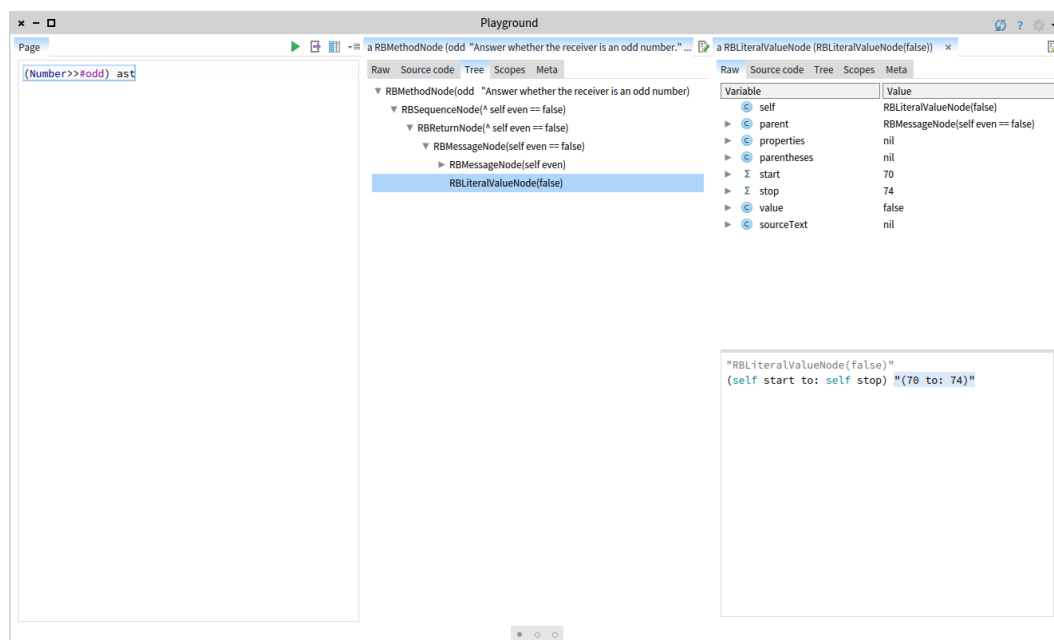 Playground
?
Page
a RBMethodNode (odd "Answer whether the receiver is an odd number." ...
a RBLiteralValueNode (RBLiteralValueNode(false))
(Number>>#odd) ast
Raw Source code Tree Scopes Meta
RBMethodNode(odd "Answer whether the receiver is an odd number)
RBSequenceNode(^ self even == false)
RBReturnNode(^ self even == false)
RBMessageNode(self even == false)
RBMessageNode(self even)
RBLiteralValueNode(false)
Raw Source code Tree Scopes Meta
Variable Value
C self RBLiteralValueNode(false)
C parent RBMessageNode(self even == false)
C properties nil
C parentheses nil
Σ start 70
Σ stop 74
C value false
C sourceText nil
"RBLiteralValueNode(false)"
(self start to: self stop) "(70 to: 74)"